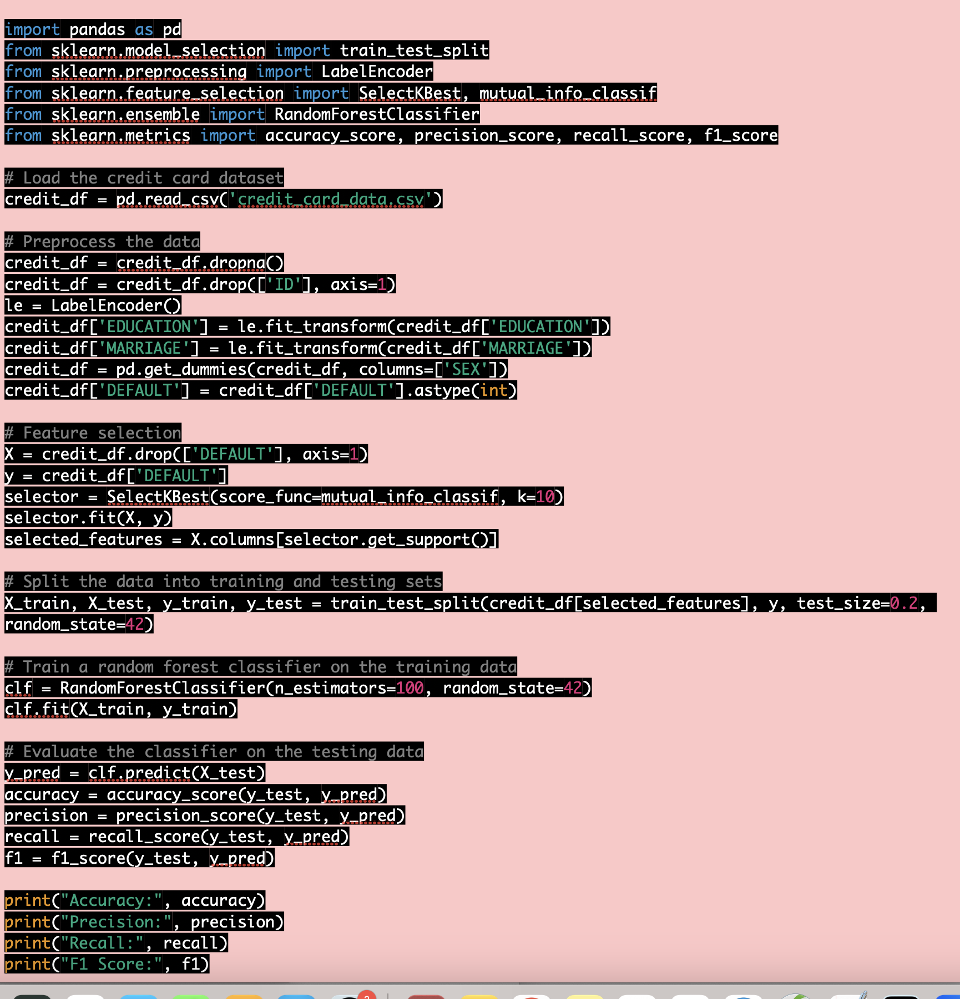 import pandas as pd
from sklearn.model_selection import train_test_split
from sklearn.preprocessing import LabelEncoder
from sklearn.feature_selection import SelectKBest, mutual_info_classif
from sklearn.ensemble import RandomForestClassifier
from sklearn.metrics import accuracy_score, precision_score, recall_score, f1_score
# Load the credit card dataset
credit_df = pd.read_csv('credit_card_data.csv')
# Preprocess the data
credit_df = credit_df.dropna()
credit_df = credit_df.drop(['ID'], axis=1)
le = LabelEncoder()
credit_df['EDUCATION'] = le.fit_transform(credit_df['EDUCATION'])
credit_df['MARRIAGE'] = le.fit_transform(credit_df['MARRIAGE'])
credit_df = pd.get_dummies(credit_df, columns=['SEX'])
credit_df['DEFAULT'] = credit_df['DEFAULT'].astype(int)
# Feature selection
X = credit_df.drop(['DEFAULT'], axis=1)
y = credit_df['DEFAULT']
selector = SelectKBest(score_func=mutual_info_classif, k=10)
selector.fit(X, y)
selected_features = X.columns[selector.get_support()]
# Split the data into training and testing sets
X_train, X_test, y_train, y_test = train_test_split(credit_df[selected_features], y, test_size=0.2,
random_state=42)
# Train a random forest classifier on the training data
clf = RandomForestClassifier(n_estimators=100, random_state=42)
clf.fit(X_train, y_train)
# Evaluate the classifier on the testing data
y_pred = clf.predict(X_test)
accuracy = accuracy_score(y_test, y_pred)
precision = precision_score(y_test, y_pred)
recall = recall_score(y_test, y_pred)
f1 = f1_score(y_test, y_pred)
print("Accuracy:", accuracy)
print("Precision:", precision)
print("Recall:", recall)
print("F1 Score:", f1)